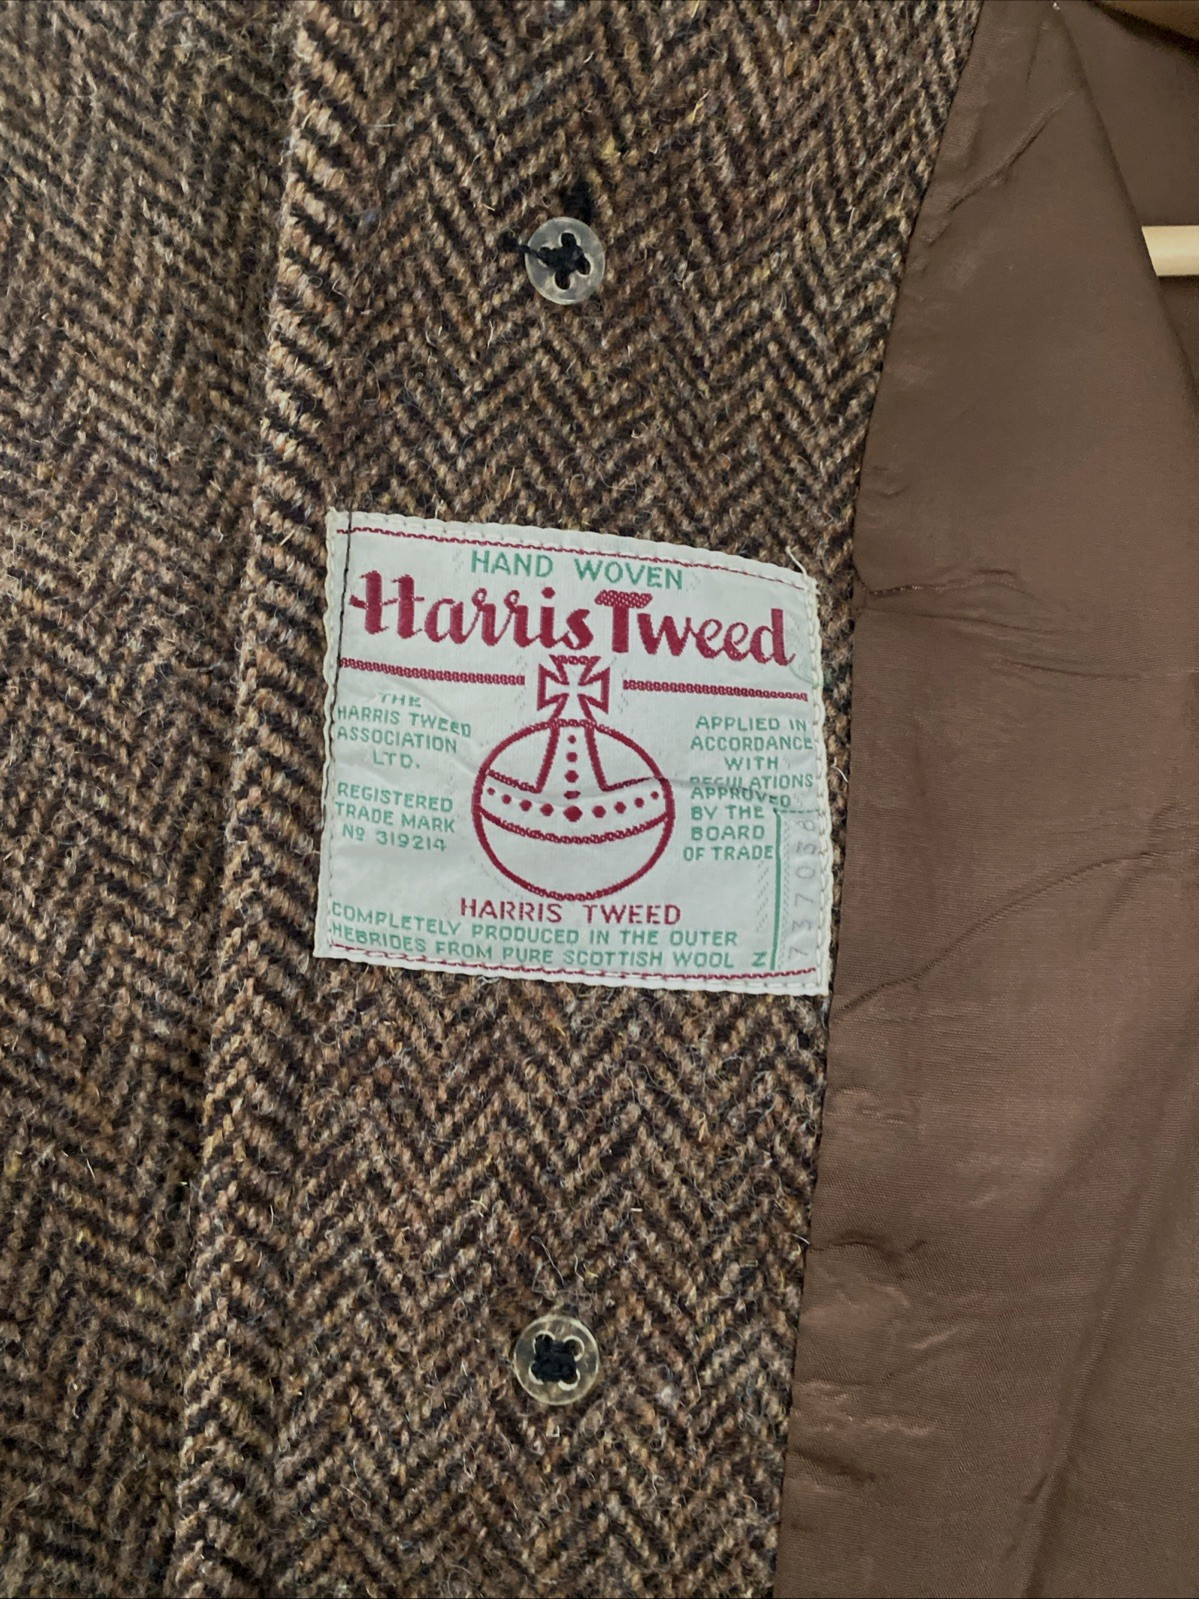 HAND WOVEN
Harris Tweed
THE
HARRIS TWEED
ASSOCIATION
LTD.
REGISTERED
TRADE MARK
Nº 319214
APPLIED IN
ACCORDANCE
WITH
REGULATIONS
APPROVED
BY THE
BOARD
OF TRADE
HARRIS TWEED
COMPLETELY PRODUCED IN THE OUTER
HEBRIDES FROM PURE SCOTTISH WOOL Z